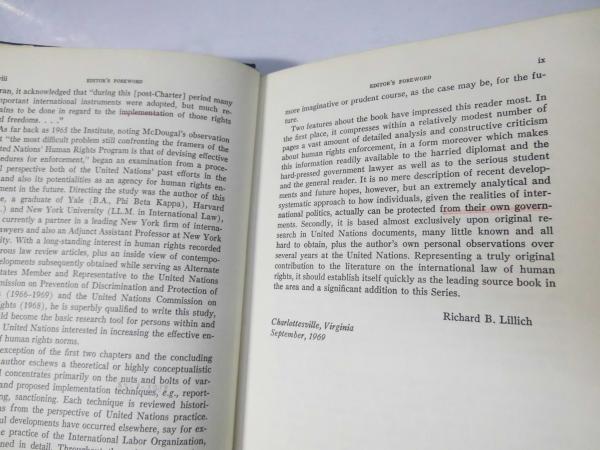 iii
EDITOR'S FOREWORD
ran, it acknowledged that "during this [post-Charter] period many
mportant international instruments were adopted, but much re-
ains to be done in regard to the implementation of those rights
d freedoms. . . ."
As far back as 1965 the Institute, noting McDougal's observation
t "the most difficult problem still confronting the framers of the
United Nations' Human Rights Program is that of devising effective
cedures for enforcement," began an examination from a proce-
l perspective both of the United Nations' past efforts in the
and also its potentialities as an agency for human rights en-
ment in the future. Directing the study was the author of this
e, a graduate of Yale (B.A., Phi Beta Kappa), Harvard
.) and New York University (L.L.M. in International Law),
currently a partner in a leading New York firm of interna-
lawyers and also an Adjunct Assistant Professor at New York
ity. With a long-standing interest in human rights recorded
rous law review articles, plus an inside view of contempo-
velopments subsequently obtained while serving as Alternate
tates Member and Representative to the United Nations
mission on Prevention of Discrimination and Protection of
s (1966–1969) and the United Nations Commission on
ghts (1968), he is superbly qualified to write this study,
uld become the basic research tool for persons within and
United Nations interested in increasing the effective en-
of human rights norms.
exception of the first two chapters and the concluding
author eschews a theoretical or highly conceptualistic
d concentrates primarily on the nuts and bolts of var-
and proposed implementation techniques, e.g., report-
ng, sanctioning. Each technique is reviewed histori-
ns from the perspective of United Nations practice.
ul developments have occurred elsewhere, say for ex-
e practice of the International Labor Organization,
ned in detail. Throughout the
ix
EDITOR'S FOREWORD
more imaginative or prudent course, as the case may be, for the fu-
ture.
Two features about the book have impressed this reader most. In
the first place, it compresses within a relatively modest number of
pages a vast amount of detailed analysis and constructive criticism
about human rights enforcement, in a form moreover which makes
this information readily available to the harried diplomat and the
hard-pressed government lawyer as well as to the serious student
and the general reader. It is no mere description of recent develop-
ments and future hopes, however, but an extremely analytical and
systematic approach to how individuals, given the realities of inter-
national politics, actually can be protected from their own govern-
ments. Secondly, it is based almost exclusively upon original re-
search in United Nations documents, many little known and all
hard to obtain, plus the author's own personal observations over
several years at the United Nations. Representing a truly original
contribution to the literature on the international law of human
rights, it should establish itself quickly as the leading source book in
the area and a significant addition to this Series.
Richard B. Lillich
Charlottesville, Virginia
September, 1969